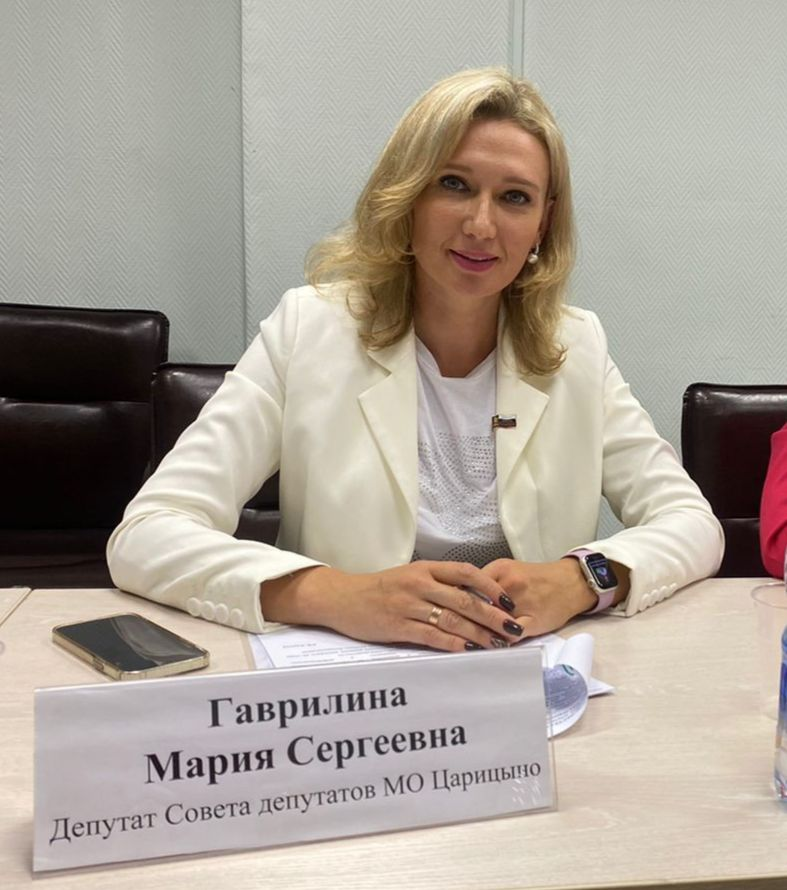 Гаврилина
Мария Сергеевна
Депутат Совета депутатов МО Царицыно